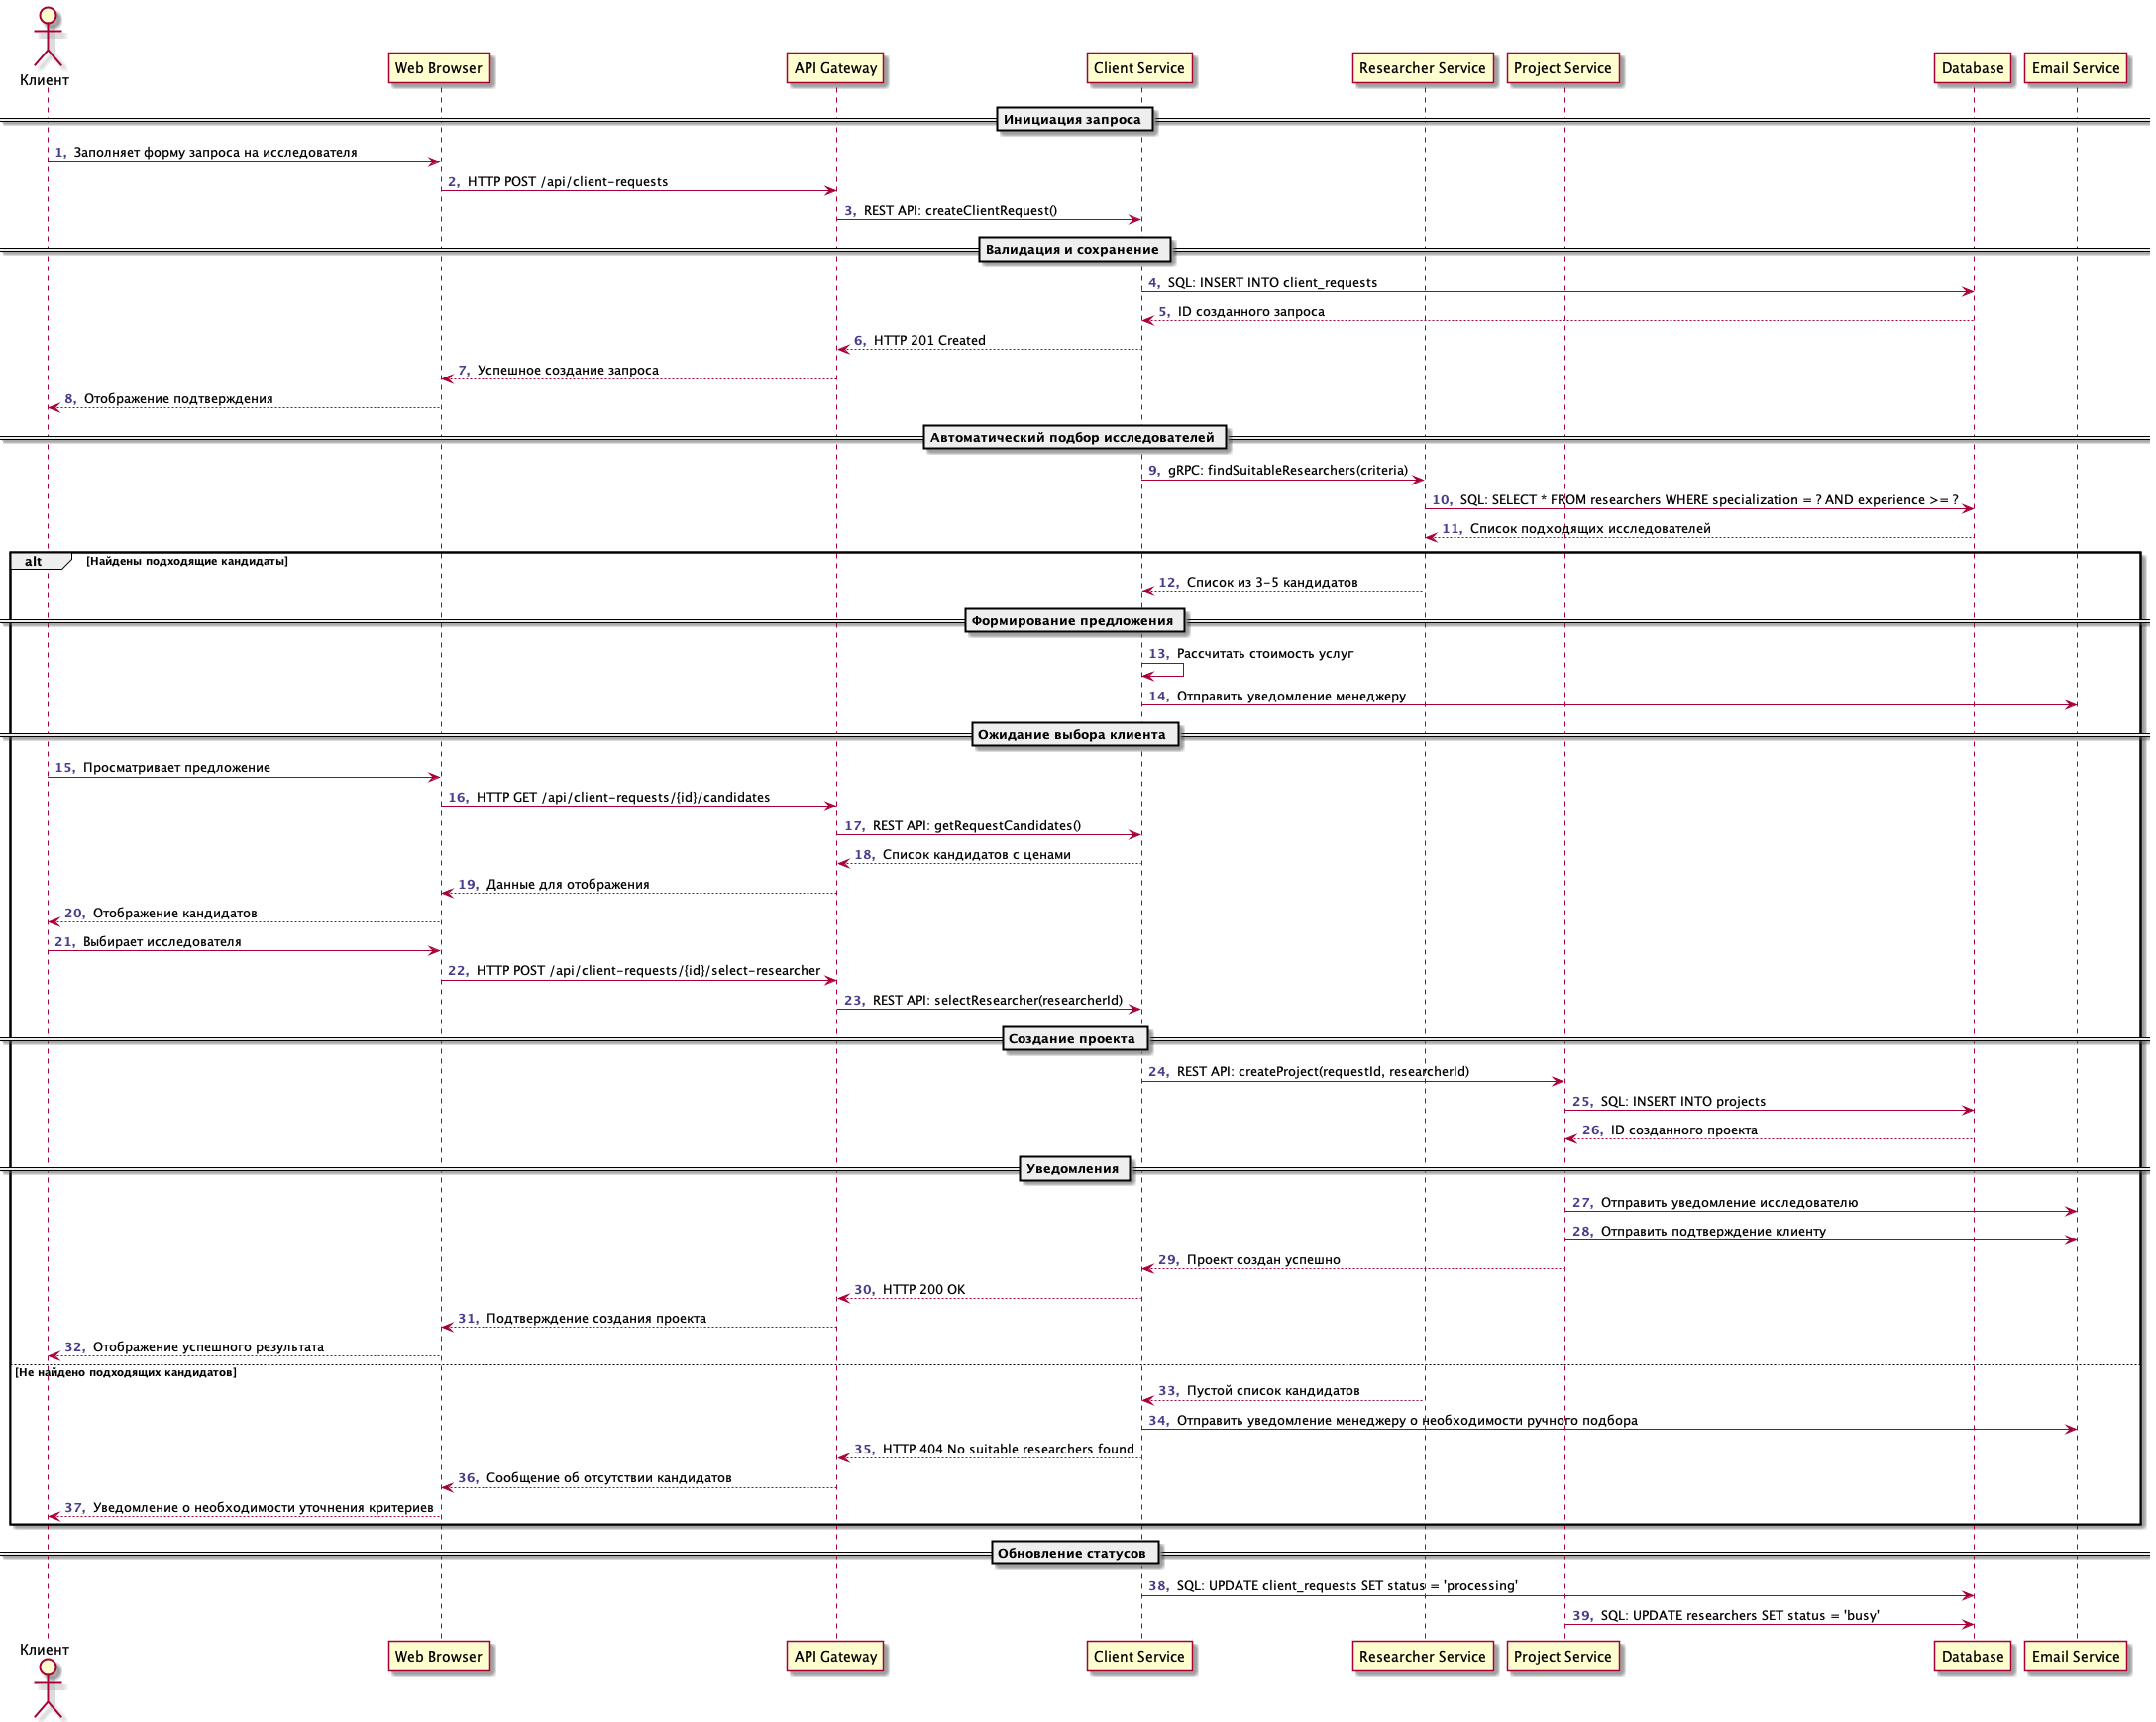 Клиент
Web Browser
API Gateway
Client Service
Researcher Service
Project Service
Database
Email Service
Инициация запроса
1, Заполняет форму запроса на исследователя
2, HTTP POST /api/client-requests
3, REST API: createClientRequest()
Валидация и сохранение
4, SQL: INSERT INTO client_requests
5, ID созданного запроса
6, HTTP 201 Created
7, Успешное создание запроса
8, Отображение подтверждения
Автоматический подбор исследователей
9, gRPC: findSuitableResearchers(criteria)
10, SQL: SELECT * FROM researchers WHERE specialization = ? AND experience >= ?
11, Список подходящих исследователей
alt [Найдены подходящие кандидаты]
12, Список из 3-5 кандидатов
Формирование предложения
13, Рассчитать стоимость услуг
14, Отправить уведомление менеджеру
Ожидание выбора клиента
15, Просматривает предложение
16, HTTP GET /api/client-requests/{id}/candidates
17, REST API: getRequestCandidates()
18, Список кандидатов с ценами
19, Данные для отображения
20, Отображение кандидатов
21, Выбирает исследователя
22, HTTP POST /api/client-requests/{id}/select-researcher
23, REST API: selectResearcher(researcherId)
Создание проекта
24, REST API: createProject(requestId, researcherId)
25, SQL: INSERT INTO projects
26, ID созданного проекта
Уведомления
27, Отправить уведомление исследователю
28, Отправить подтверждение клиенту
29, Проект создан успешно
30, HTTP 200 OK
31, Подтверждение создания проекта
32, Отображение успешного результата
[Не найдено подходящих кандидатов]
33, Пустой список кандидатов
34, Отправить уведомление менеджеру о необходимости ручного подбора
35, HTTP 404 No suitable researchers found
36, Сообщение об отсутствии кандидатов
37, Уведомление о необходимости уточнения критериев
Обновление статусов
38, SQL: UPDATE client_requests SET status = 'processing'
39, SQL: UPDATE researchers SET status = 'busy'
Клиент
Web Browser
API Gateway
Client Service
Researcher Service
Project Service
Database
Email Service